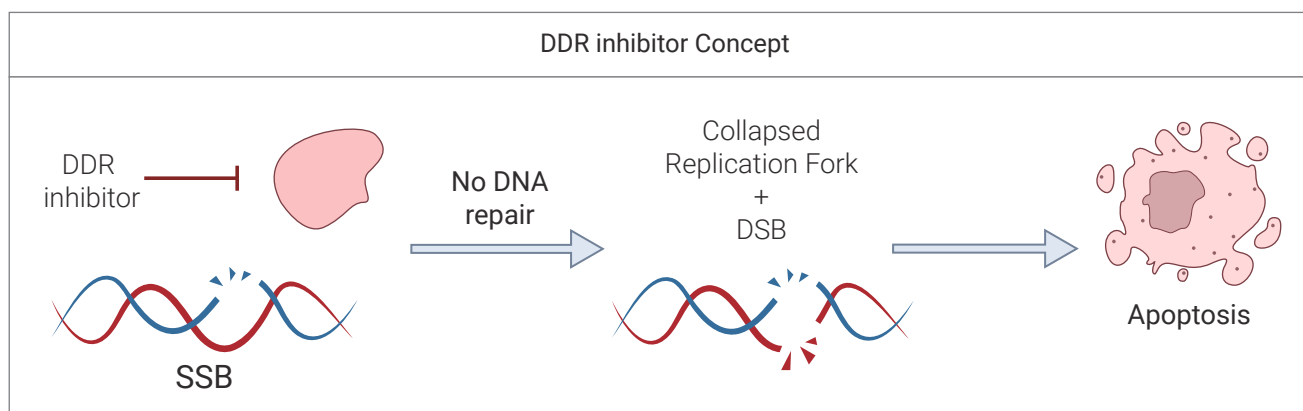 DDR inhibitor Concept
DDR
inhibitor
SSB
No DNA
repair
Collapsed
Replication Fork
+
DSB
Apoptosis